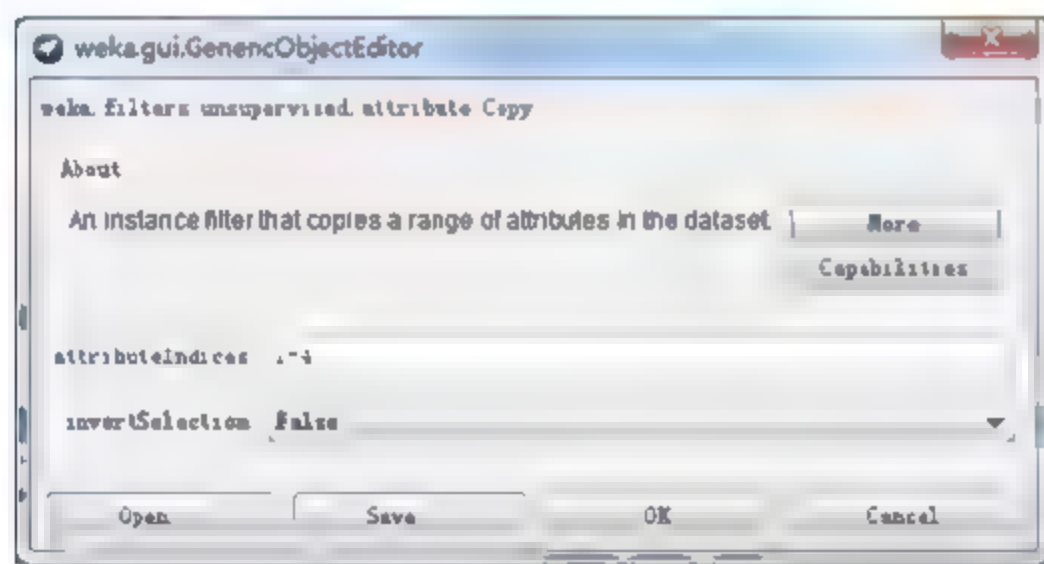 weka.gui.GenericObjectEditor
weka.filters.unsupervised.attribute.Copy
About
An instance filter that copies a range of attributes in the dataset.
More
Capabilities
attributeIndices
invertSelection False
Open Save OK Cancel